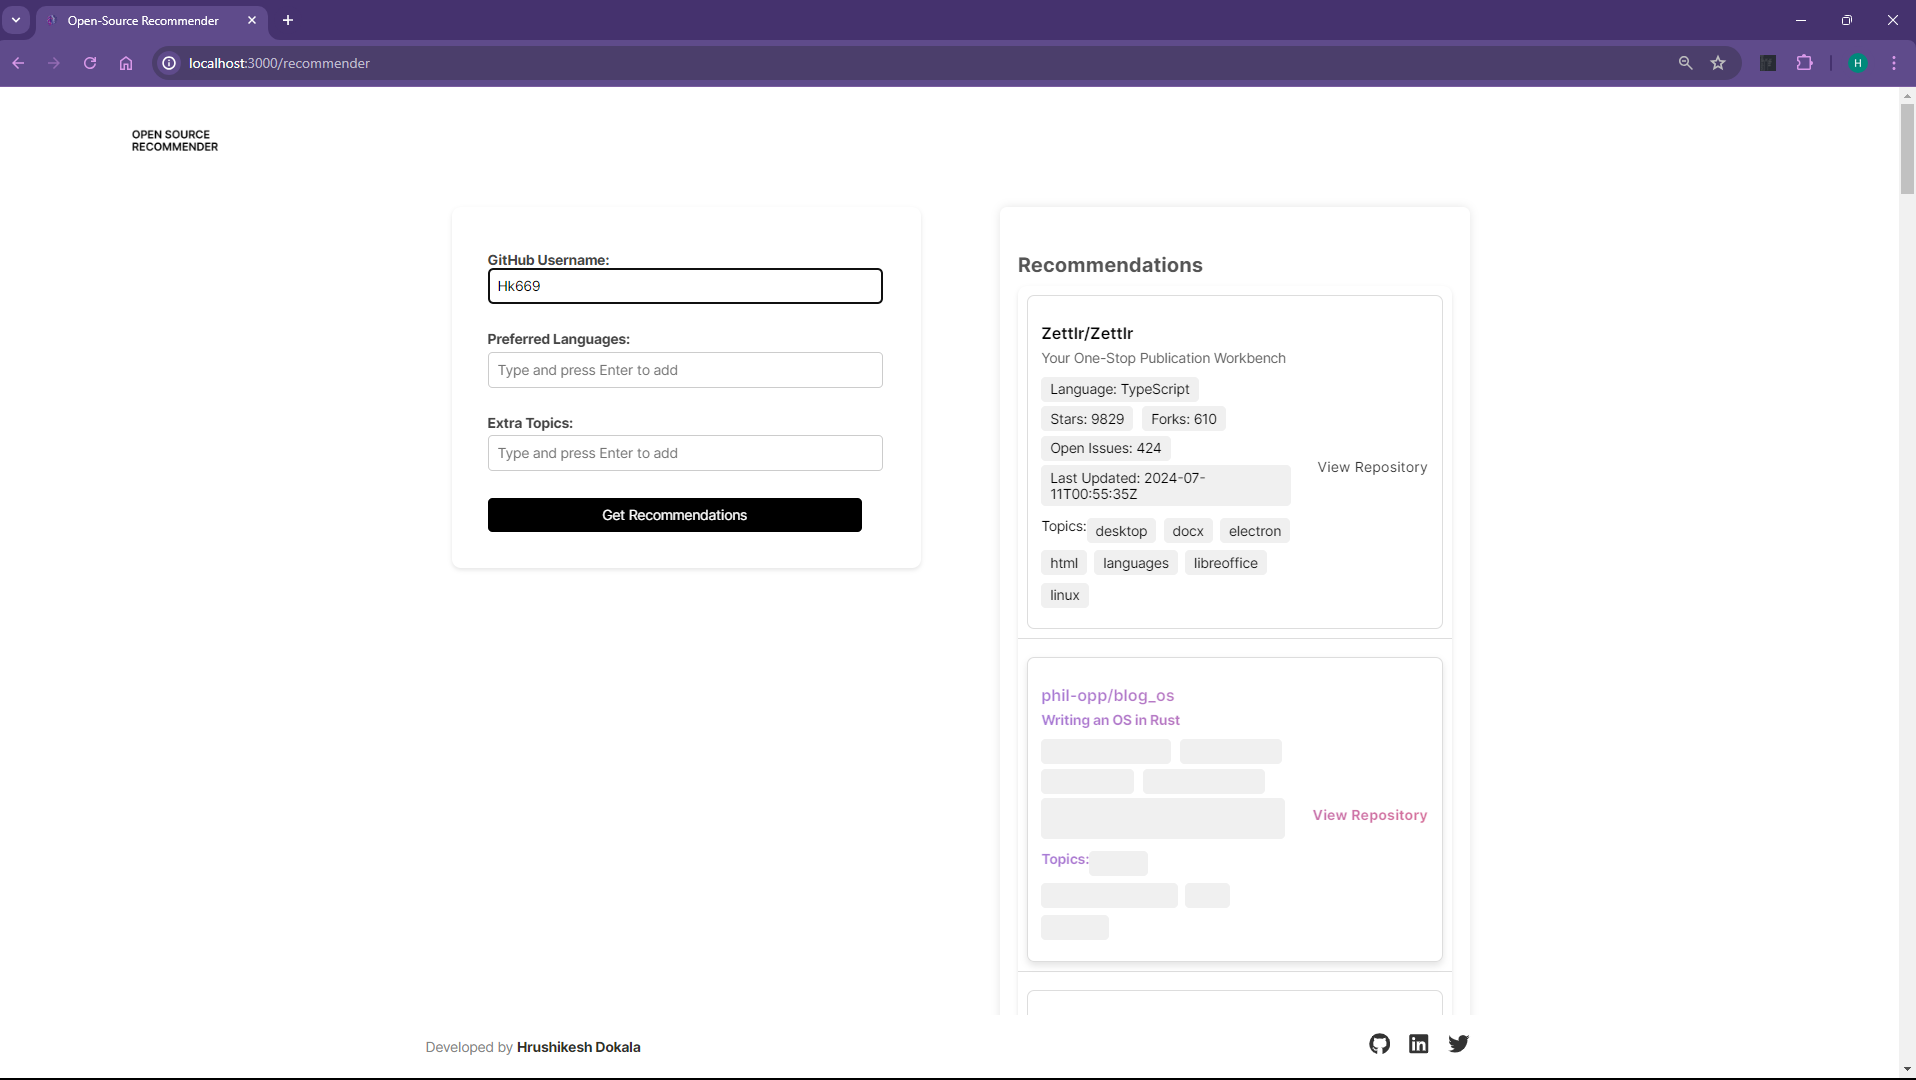 Open-Source Recommender
localhost:3000/recommender
H
OPEN SOURCE
RECOMMENDER
GitHub Username:
Hk669
Preferred Languages:
Type and press Enter to add
Extra Topics:
Type and press Enter to add
Get Recommendations
Recommendations
Zettlr/Zettlr
Your One-Stop Publication Workbench
Language: TypeScript
Stars: 9829 Forks: 610
Open Issues: 424
Last Updated: 2024-07-
11T00:55:35Z
View Repository
Topics: desktop docx electron
html languages libreoffice
linux
phil-opp/blog_os
Writing an OS in Rust
View Repository
Topics:
Developed by Hrushikesh Dokala